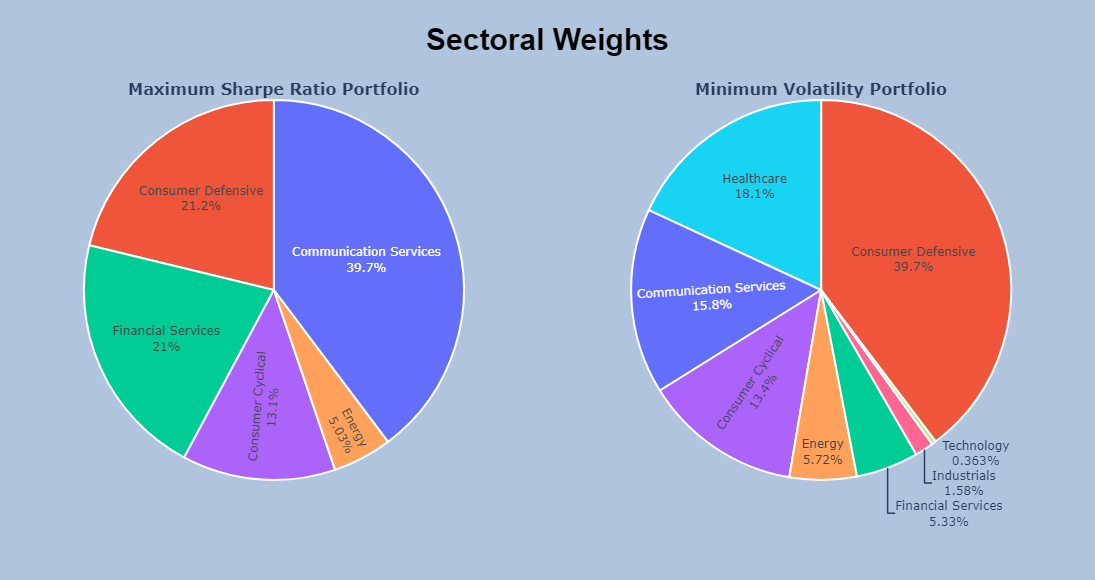 Sectoral Weights
Maximum Sharpe Ratio Portfolio
Consumer Defensive
21.2%
Communication Services
39.7%
Financial Services
21%
Consumer Cyclical
13.1%
Energy
5.03%
Minimum Volatility Portfolio
Healthcare
18.1%
Consumer Defensive
39.7%
Communication Services
15.8%
Consumer Cyclical
13.4%
Energy
5.72%
Technology
0.363%
Industrials
1.58%
Financial Services
5.33%